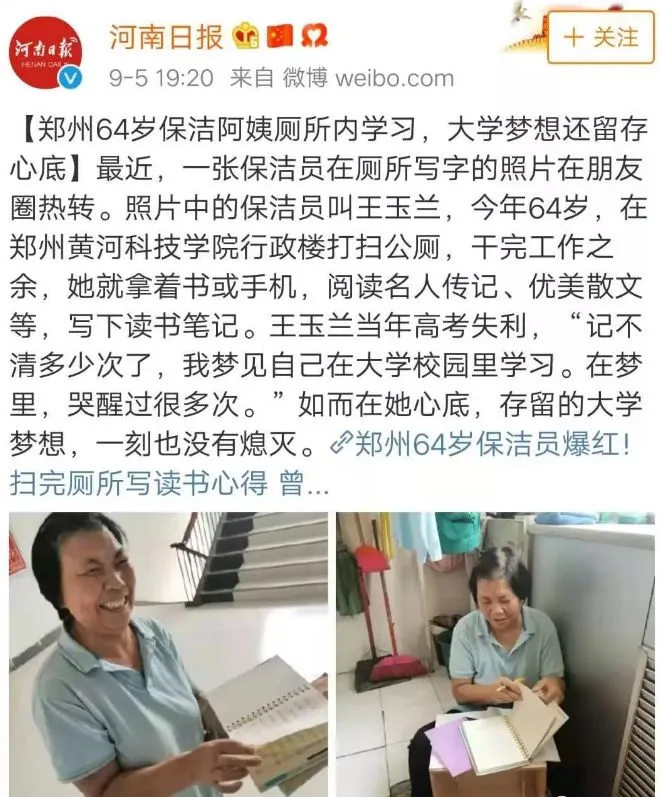 河南日报
HENAN DAILY
河南日报
+ 关注
9-5 19:20 来自 微博 weibo.com
【郑州64岁保洁阿姨厕所内学习，大学梦想还留存
心底】最近，一张保洁员在厕所写字的照片在朋友
圈热转。照片中的保洁员叫王玉兰，今年64岁，在
郑州黄河科技学院行政楼打扫公厕，干完工作之
余，她就拿着书或手机，阅读名人传记、优美散文
等，写下读书笔记。王玉兰当年高考失利，“记不
清多少次了，我梦见自己在大学校园里学习。在梦
里，哭醒过很多次。”如而在她心底，存留的大学
梦想，一刻也没有熄灭。郑州64岁保洁员爆红！
扫完厕所写读书心得 曾...